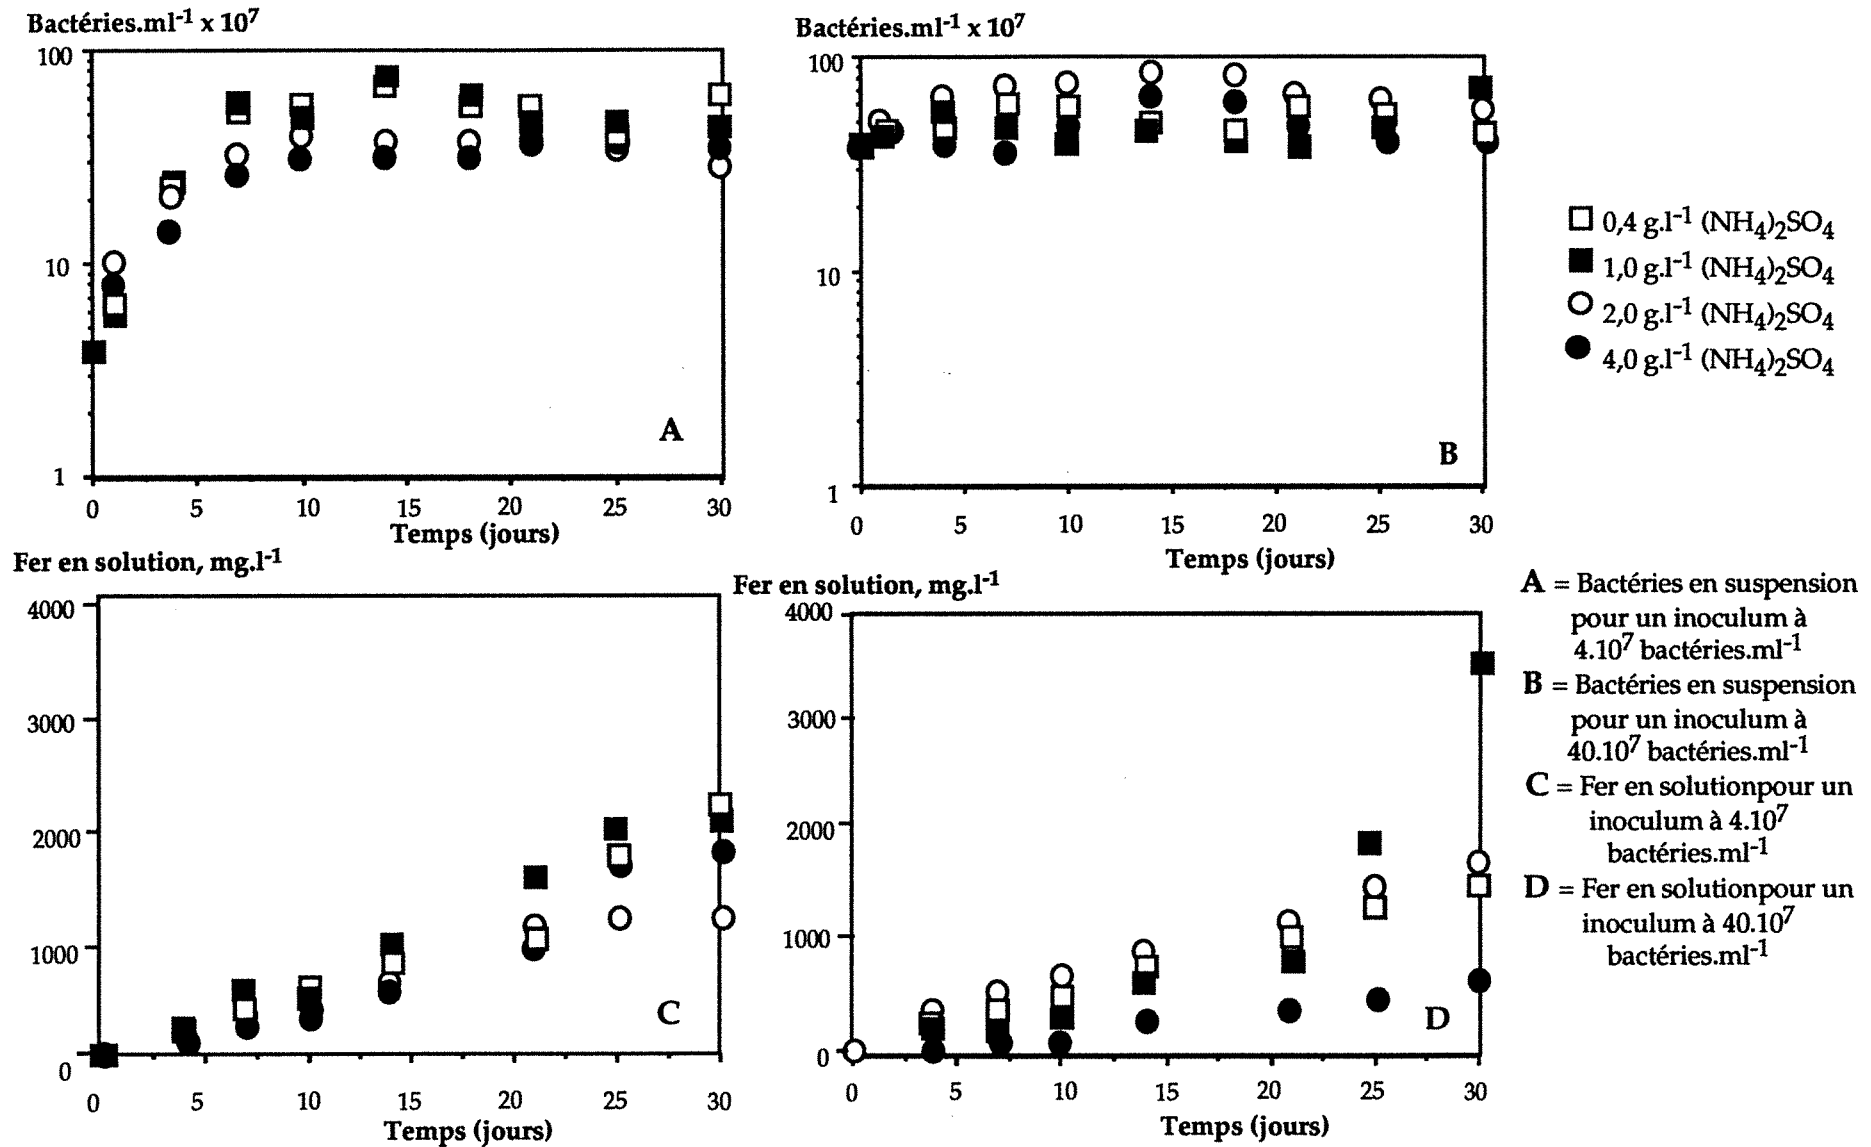 Bactéries.ml-1 x 10^7
100
10
1
0 5 10 15 20 25 30
Temps (jours)
A
Bactéries.ml-1 x 10^7
100
10
1
0 5 10 15 20 25 30
Temps (jours)
B
0,4 g.l-1 (NH4)2SO4
1,0 g.l-1 (NH4)2SO4
2,0 g.l-1 (NH4)2SO4
4,0 g.l-1 (NH4)2SO4
Fer en solution, mg.l-1
4000
3000
2000
1000
0
0 5 10 15 20 25 30
Temps (jours)
C
Fer en solution, mg.l-1
4000
3000
2000
1000
0
0 5 10 15 20 25 30
Temps (jours)
D
A = Bactéries en suspension
pour un inoculum à
4.10^7 bactéries.ml-1
B = Bactéries en suspension
pour un inoculum à
40.10^7 bactéries.ml-1
C = Fer en solutionpour un
inoculum à 4.10^7
bactéries.ml-1
D = Fer en solutionpour un
inoculum à 40.10^7
bactéries.ml-1